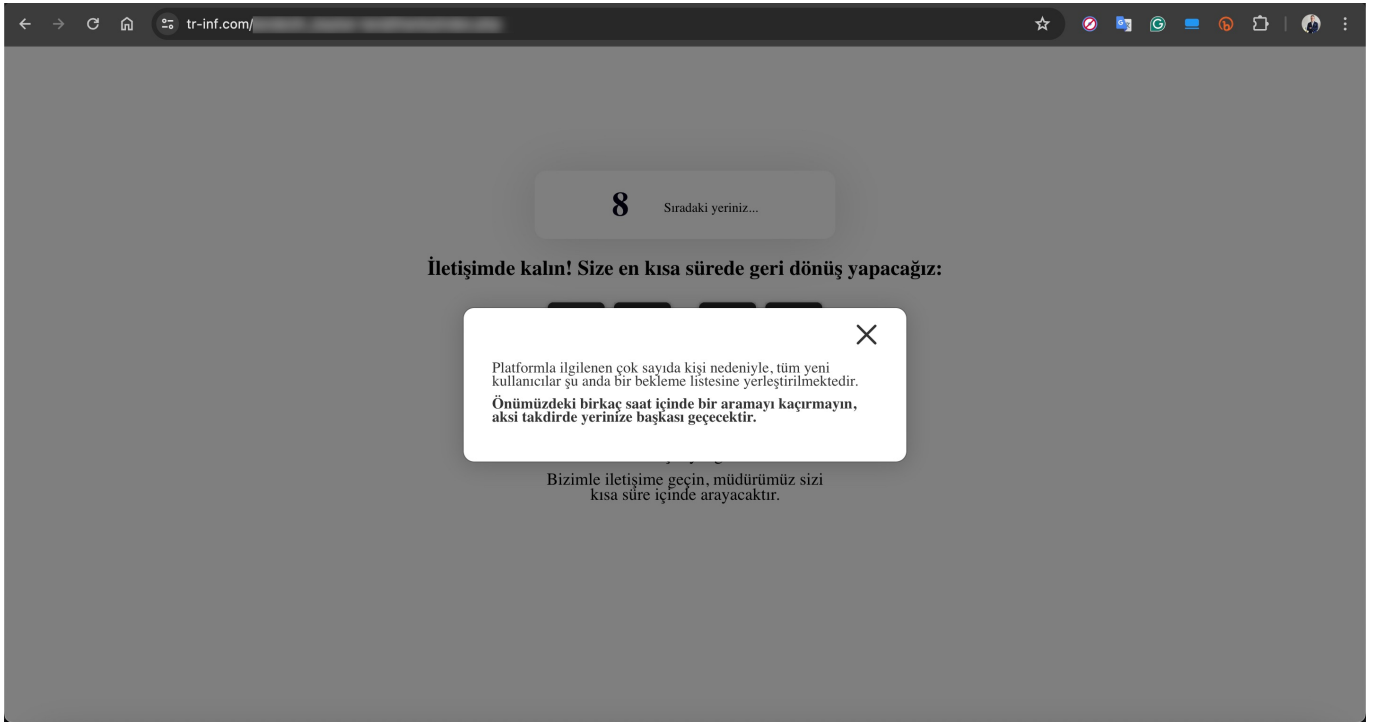 tr-inf.com/
8 Sıradaki yeriniz...
İletişimde kalın! Size en kısa sürede geri dönüş yapacağız:
Platformla ilgilenen çok sayıda kişi nedeniyle, tüm yeni
kullanıcılar şu anda bir bekleme listesine yerleştirilmektedir.
Önümüzdeki birkaç saat içinde bir aramayı kaçırmayın,
aksi takdirde yerinize başkası geçecektir.
Bizimle iletişime geçin, müdürümüz sizi
kısa süre içinde arayacaktır.